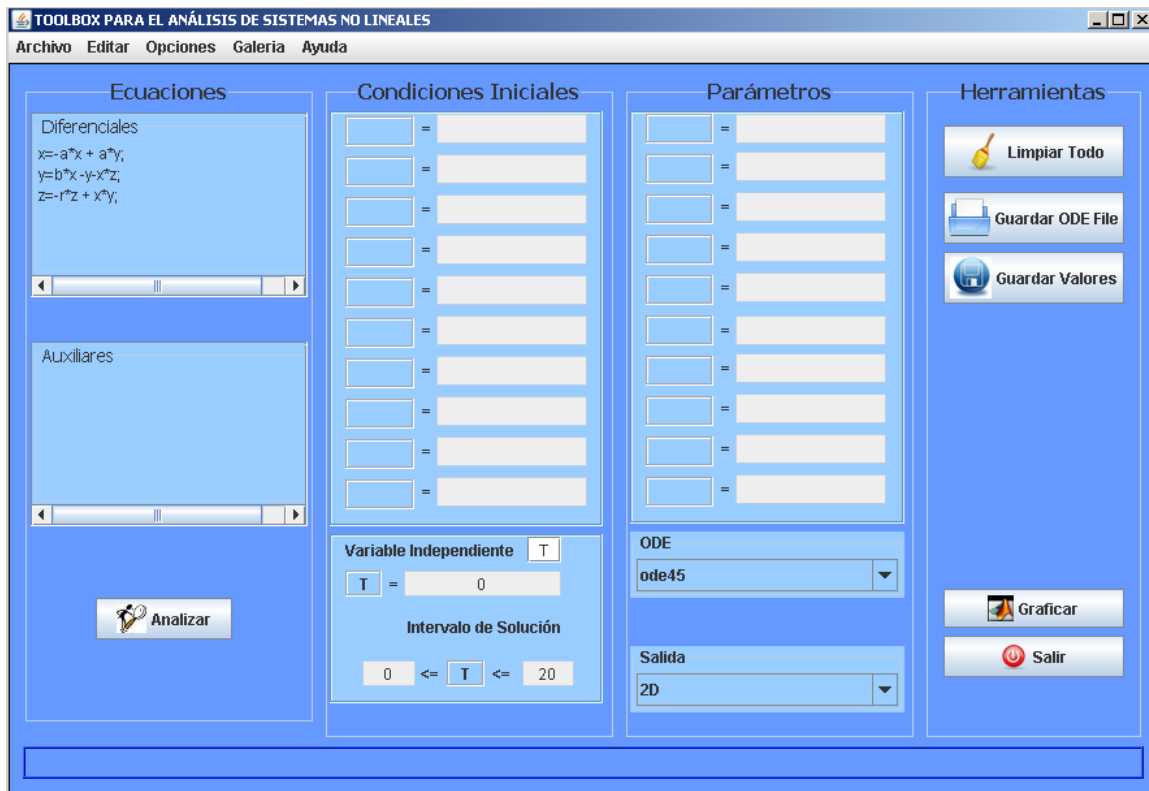 TOOLBOX PARA EL ANÁLISIS DE SISTEMAS NO LINEALES
Archivo Editar Opciones Galeria Ayuda
Ecuaciones
Diferenciales
x=-a*x + a*y;
y=b*x -y-x*z;
z=-r*z + x*y;
Auxiliares
Analizar
Condiciones Iniciales
=
=
=
=
=
=
=
=
=
=
Variable Independiente T
T = 0
Intervalo de Solución
0 <= T <= 20
Parámetros
=
=
=
=
=
=
=
=
=
=
ODE
ode45
Salida
2D
Herramientas
Limpiar Todo
Guardar ODE File
Guardar Valores
Graficar
Salir